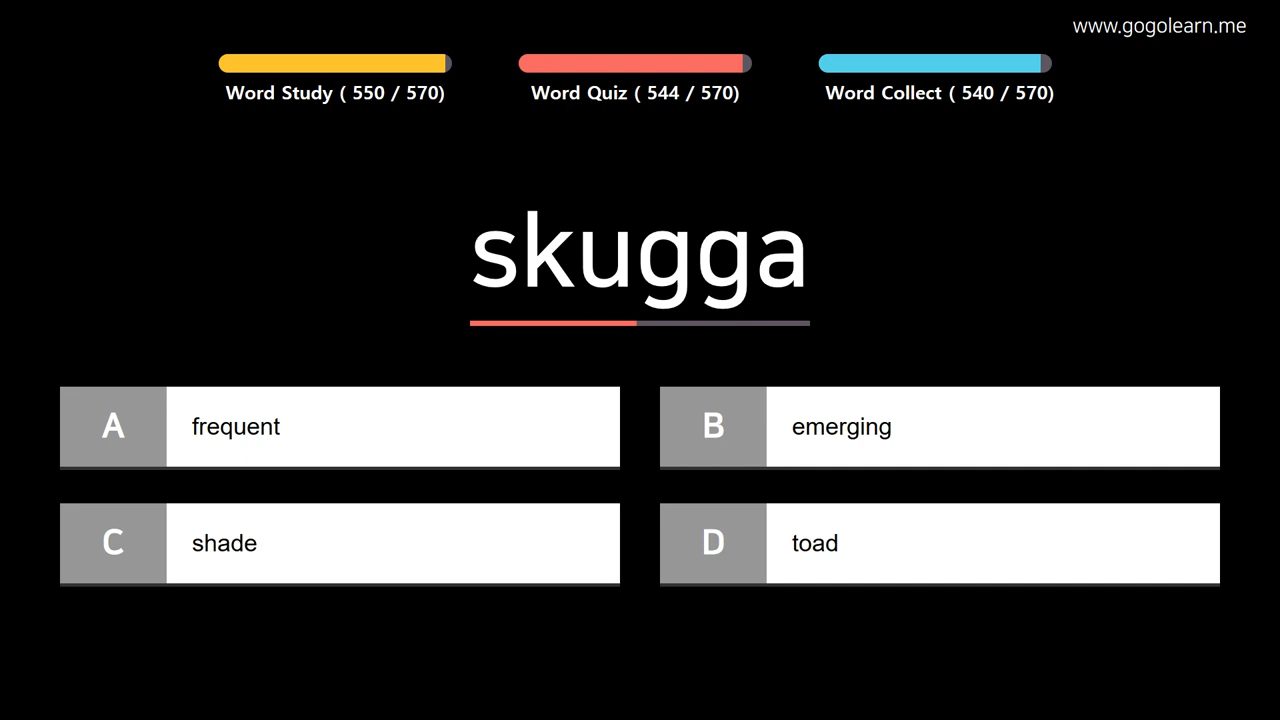 www.gogolearn.me
Word Study ( 550 / 570)
Word Quiz ( 544 / 570)
Word Collect ( 540 / 570)
skugga
A frequent
B emerging
C shade
D toad